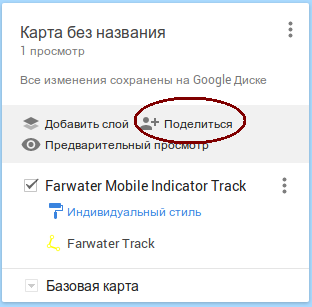 Карта без названия
1 просмотр
Все изменения сохранены на Google Диске
Добавить слой Поделиться
Предварительный просмотр
Farwater Mobile Indicator Track
Индивидуальный стиль
Farwater Track
Базовая карта